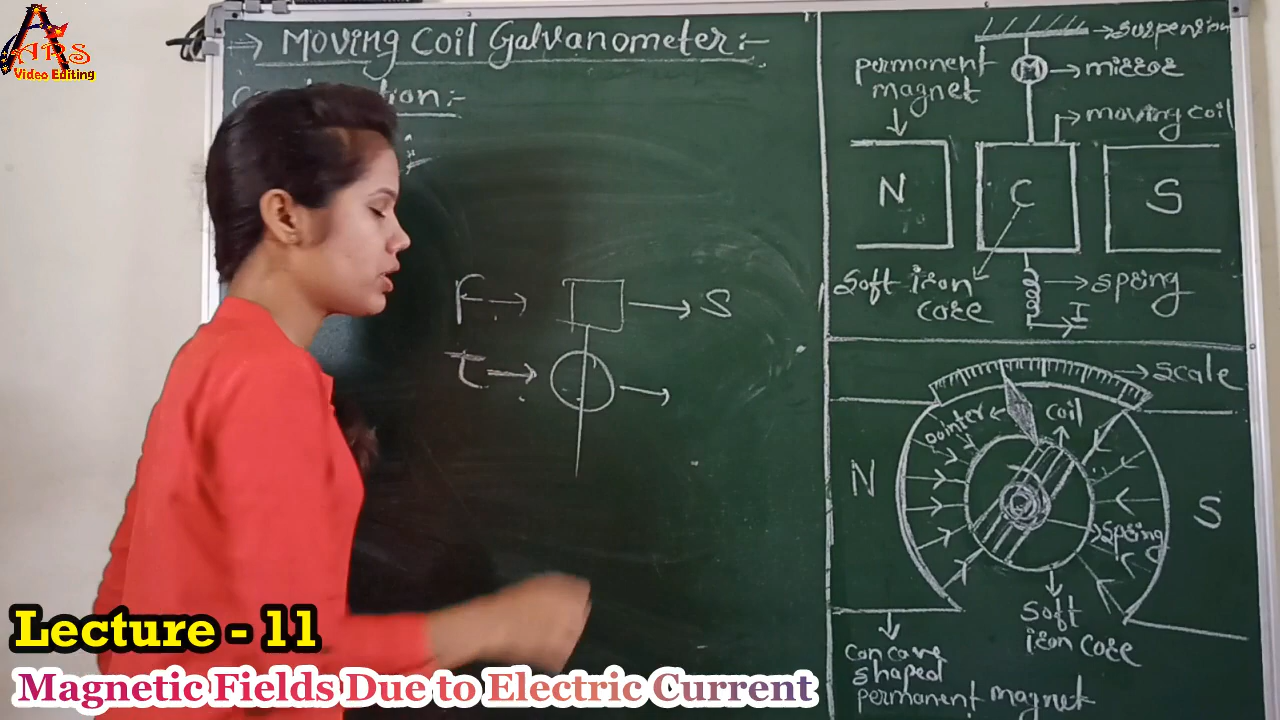 ARS
Video Editing
⇒ Moving Coil Galvanometer:-
F → → S
τ → →
suspension
M → mirror
permanent
magnet
moving coil
N C S
Soft iron
core
spring
I
scale
pointer
coil
N
S
spring
Soft
iron core
Concave
shaped
permanent magnet
Lecture - 11
Magnetic Fields Due to Electric Current